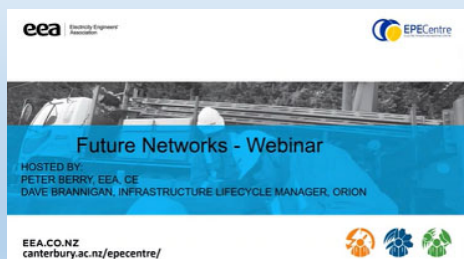 eea Electricity Engineers'
Association
EPECentre
Future Networks - Webinar
HOSTED BY:
PETER BERRY, EEA, CE
DAVE BRANNIGAN, INFRASTRUCTURE LIFECYCLE MANAGER, ORION
EEA.CO.NZ
canterbury.ac.nz/epecentre/